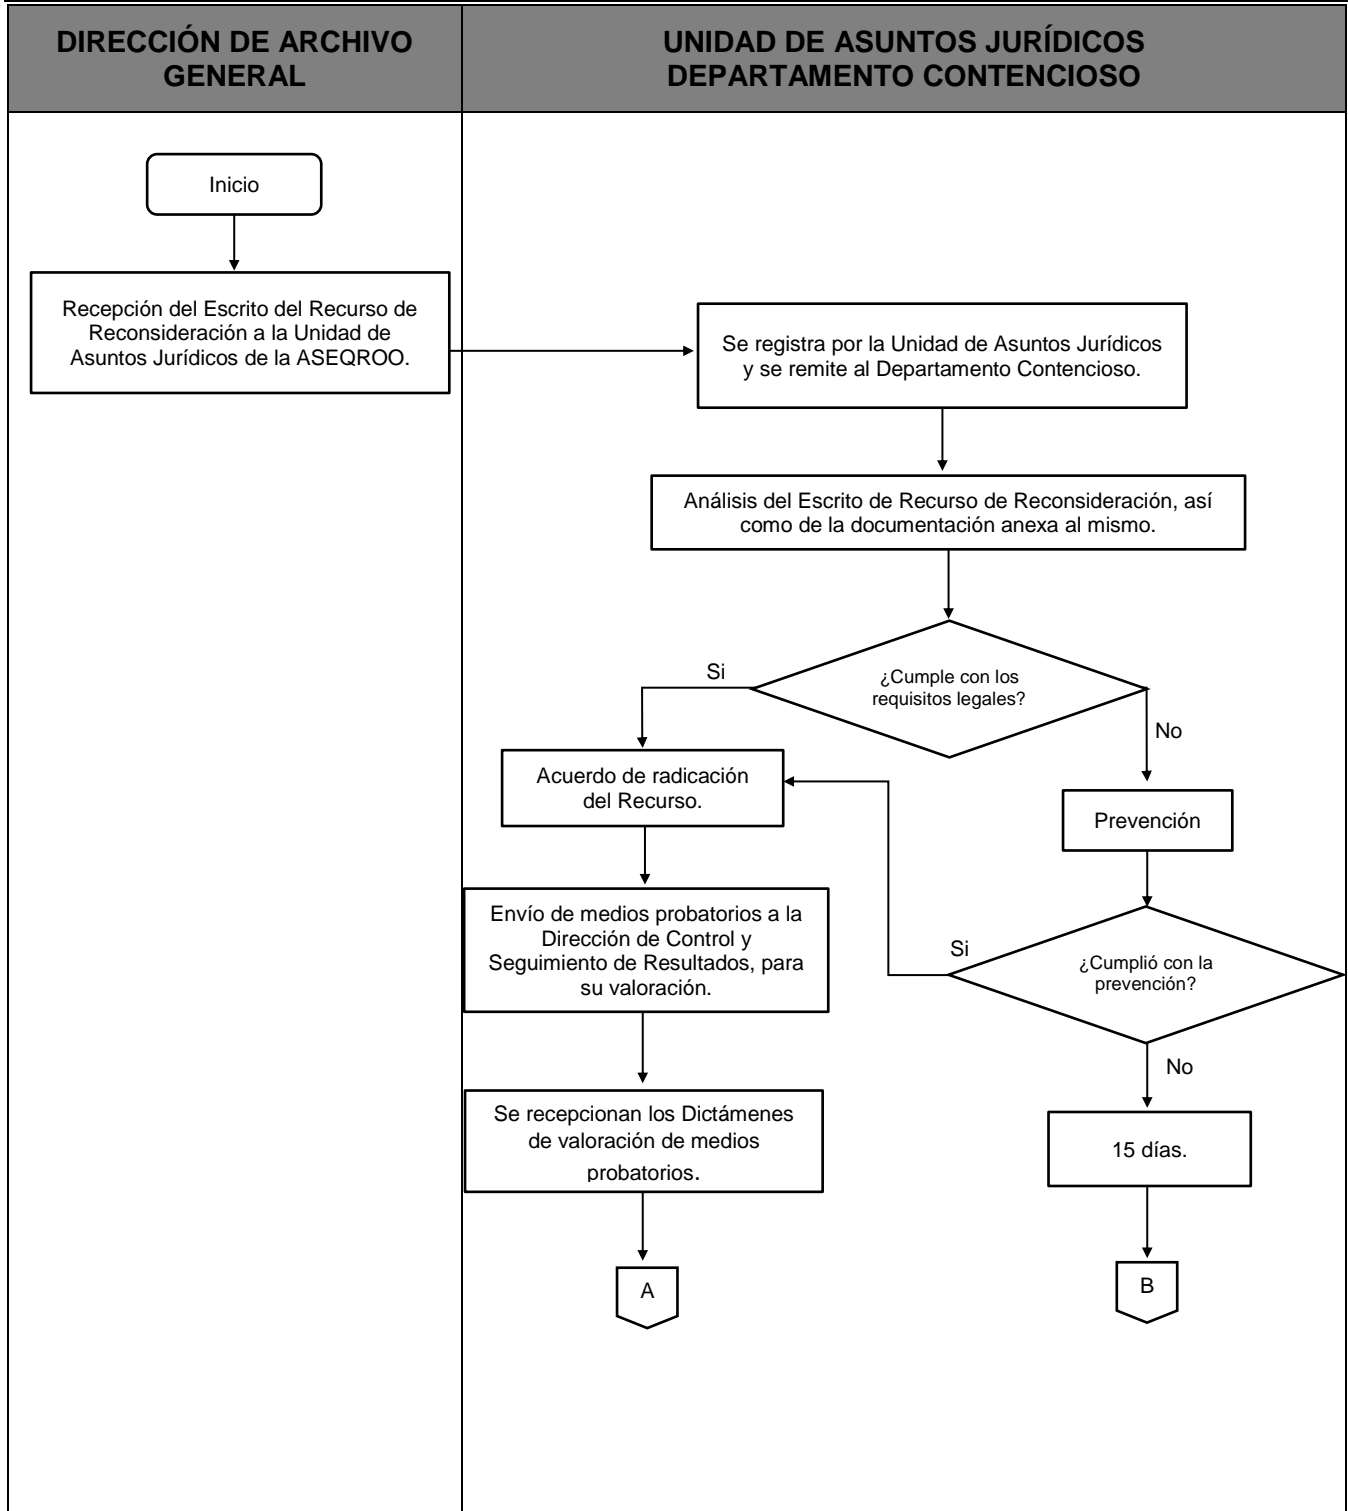 DIRECCIÓN DE ARCHIVO
GENERAL
UNIDAD DE ASUNTOS JURÍDICOS
DEPARTAMENTO CONTENCIOSO
Inicio
Recepción del Escrito del Recurso de
Reconsideración a la Unidad de
Asuntos Jurídicos de la ASEQROO.
Se registra por la Unidad de Asuntos Jurídicos
y se remite al Departamento Contencioso.
Análisis del Escrito de Recurso de Reconsideración, así
como de la documentación anexa al mismo.
¿Cumple con los
requisitos legales?
Si
No
Acuerdo de radicación
del Recurso.
Prevención
Envío de medios probatorios a la
Dirección de Control y
Seguimiento de Resultados, para
su valoración.
Si
¿Cumplió con la
prevención?
No
Se recepcionan los Dictámenes
de valoración de medios
probatorios.
15 días.
A
B